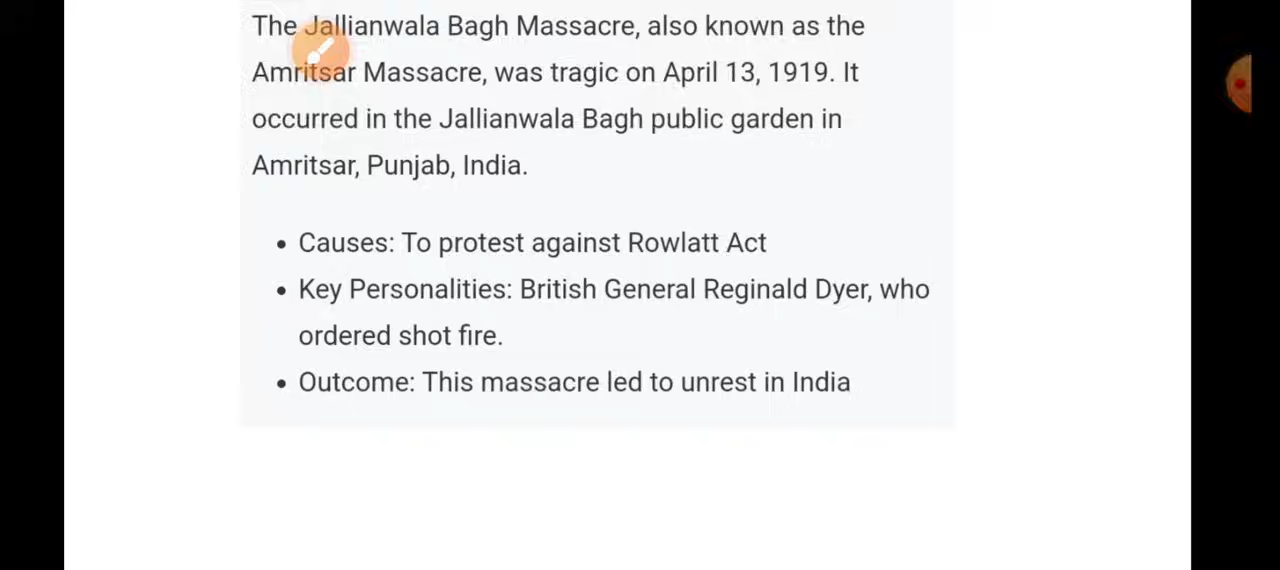 The Jallianwala Bagh Massacre, also known as the
Amritsar Massacre, was tragic on April 13, 1919. It
occurred in the Jallianwala Bagh public garden in
Amritsar, Punjab, India.
• Causes: To protest against Rowlatt Act
• Key Personalities: British General Reginald Dyer, who
ordered shot fire.
• Outcome: This massacre led to unrest in India